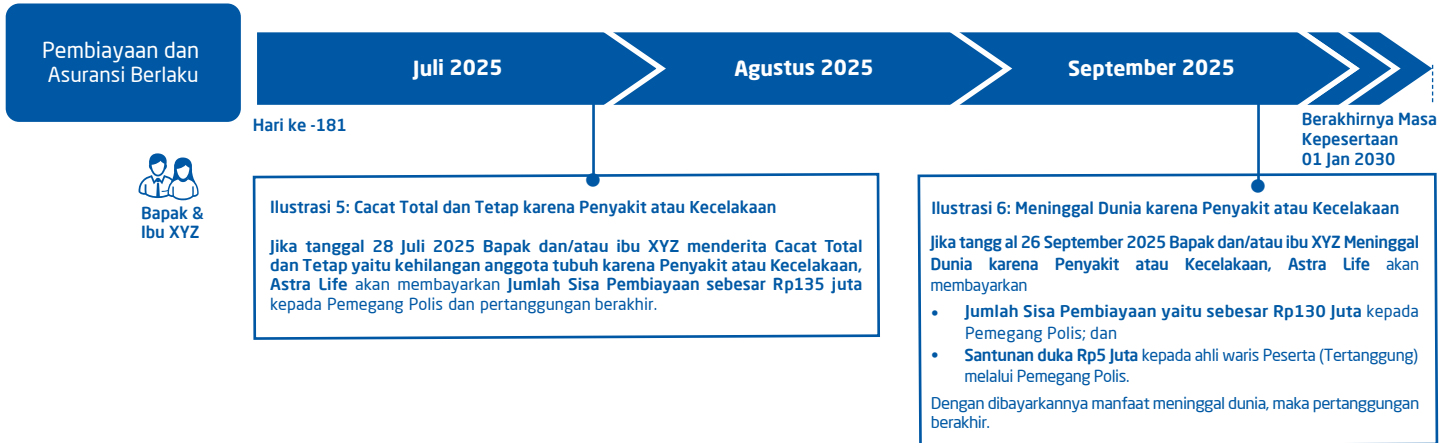 Pembiayaan dan
Asuransi Berlaku
Juli 2025
Agustus 2025
September 2025
Hari ke -181
Berakhirnya Masa
Kepesertaan
01 Jan 2030
Bapak &
Ibu XYZ
Ilustrasi 5: Cacat Total dan Tetap karena Penyakit atau Kecelakaan
Jika tanggal 28 Juli 2025 Bapak dan/atau ibu XYZ menderita Cacat Total
dan Tetap yaitu kehilangan anggota tubuh karena Penyakit atau Kecelakaan,
Astra Life akan membayarkan Jumlah Sisa Pembiayaan sebesar Rp135 juta
kepada Pemegang Polis dan pertanggungan berakhir.
Ilustrasi 6: Meninggal Dunia karena Penyakit atau Kecelakaan
Jika tangg al 26 September 2025 Bapak dan/atau ibu XYZ Meninggal
Dunia karena Penyakit atau Kecelakaan, Astra Life akan
membayarkan
• Jumlah Sisa Pembiayaan yaitu sebesar Rp130 Juta kepada
Pemegang Polis; dan
• Santunan duka Rp5 Juta kepada ahli waris Peserta (Tertanggung)
melalui Pemegang Polis.
Dengan dibayarkannya manfaat meninggal dunia, maka pertanggungan
berakhir.